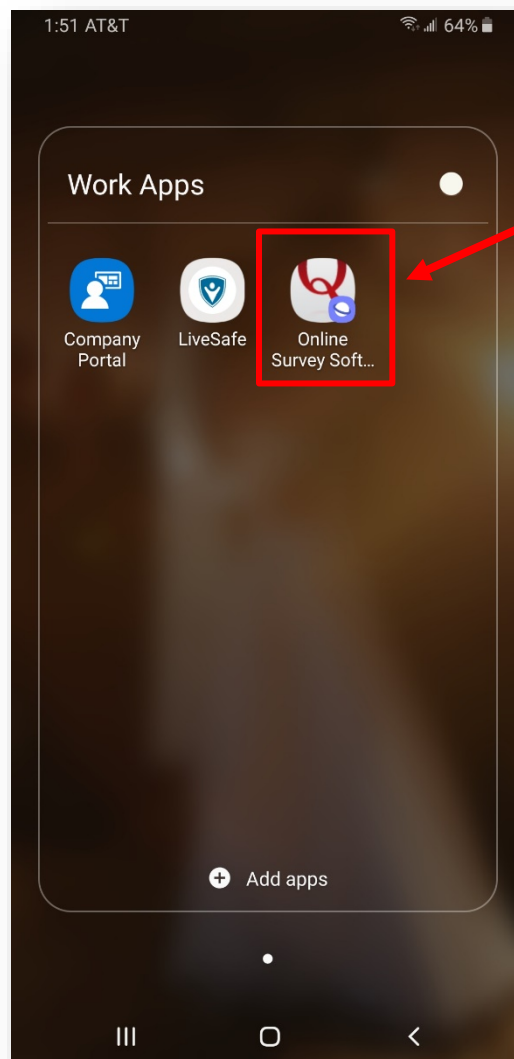 1:51 AT&T 64%
Work Apps
Company
Portal
LiveSafe
Online
Survey Soft...
Add apps